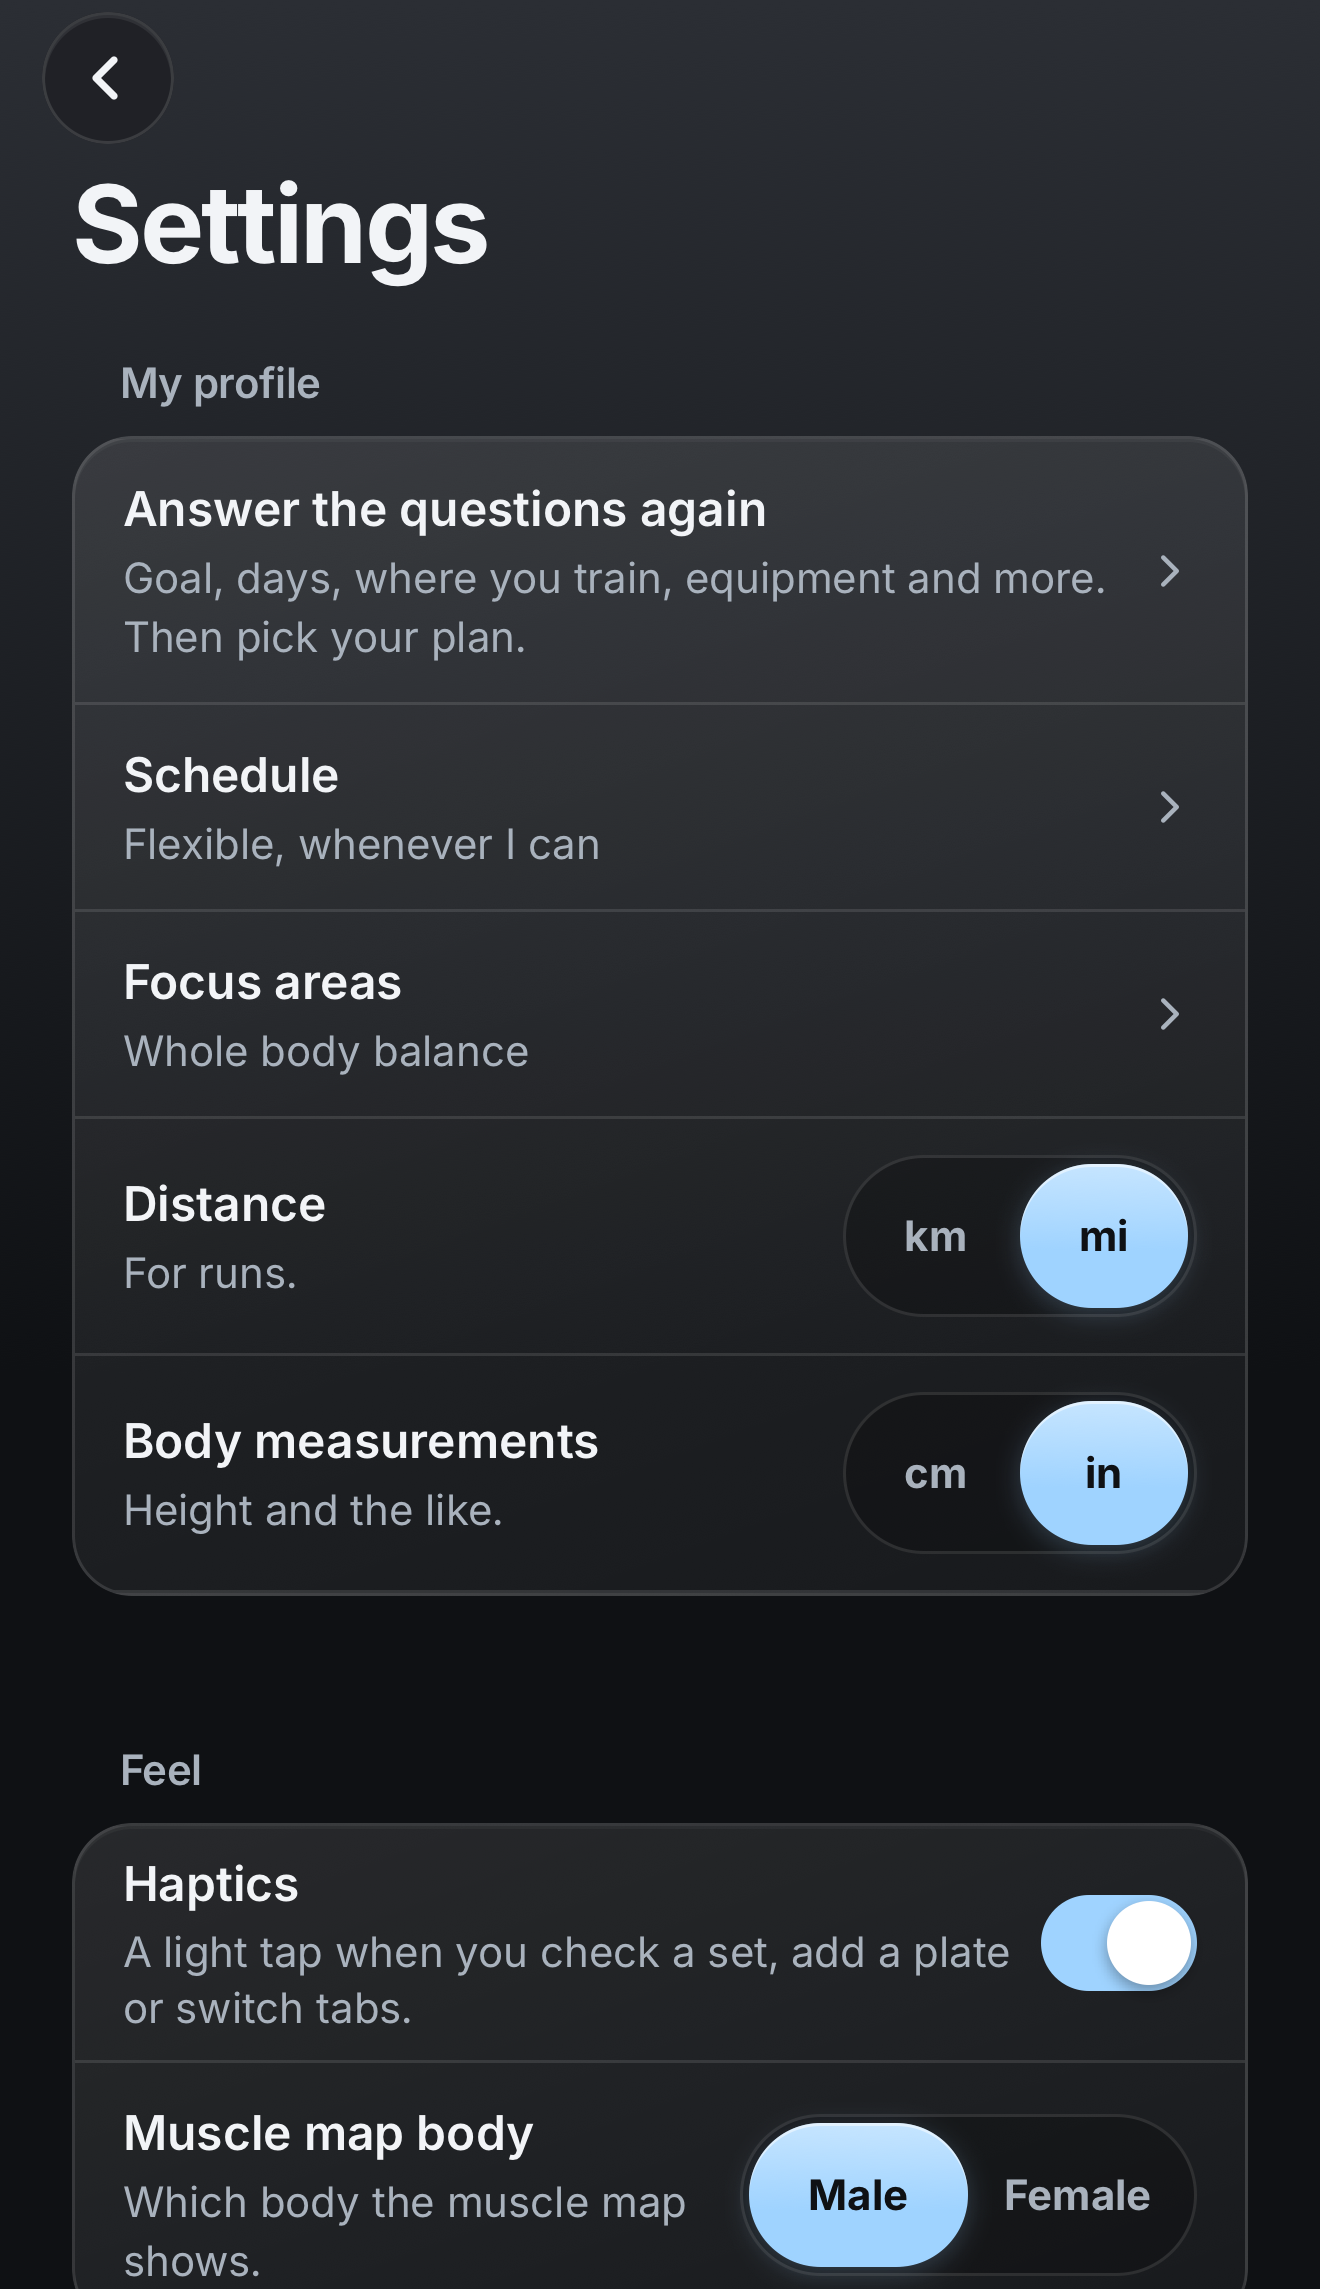 Settings
My profile
Answer the questions again
Goal, days, where you train, equipment and more.
Then pick your plan.
Schedule
Flexible, whenever I can
Focus areas
Whole body balance
Distance
For runs.
km
mi
Body measurements
Height and the like.
cm
in
Feel
Haptics
A light tap when you check a set, add a plate
or switch tabs.
Muscle map body
Which body the muscle map
shows.
Male
Female